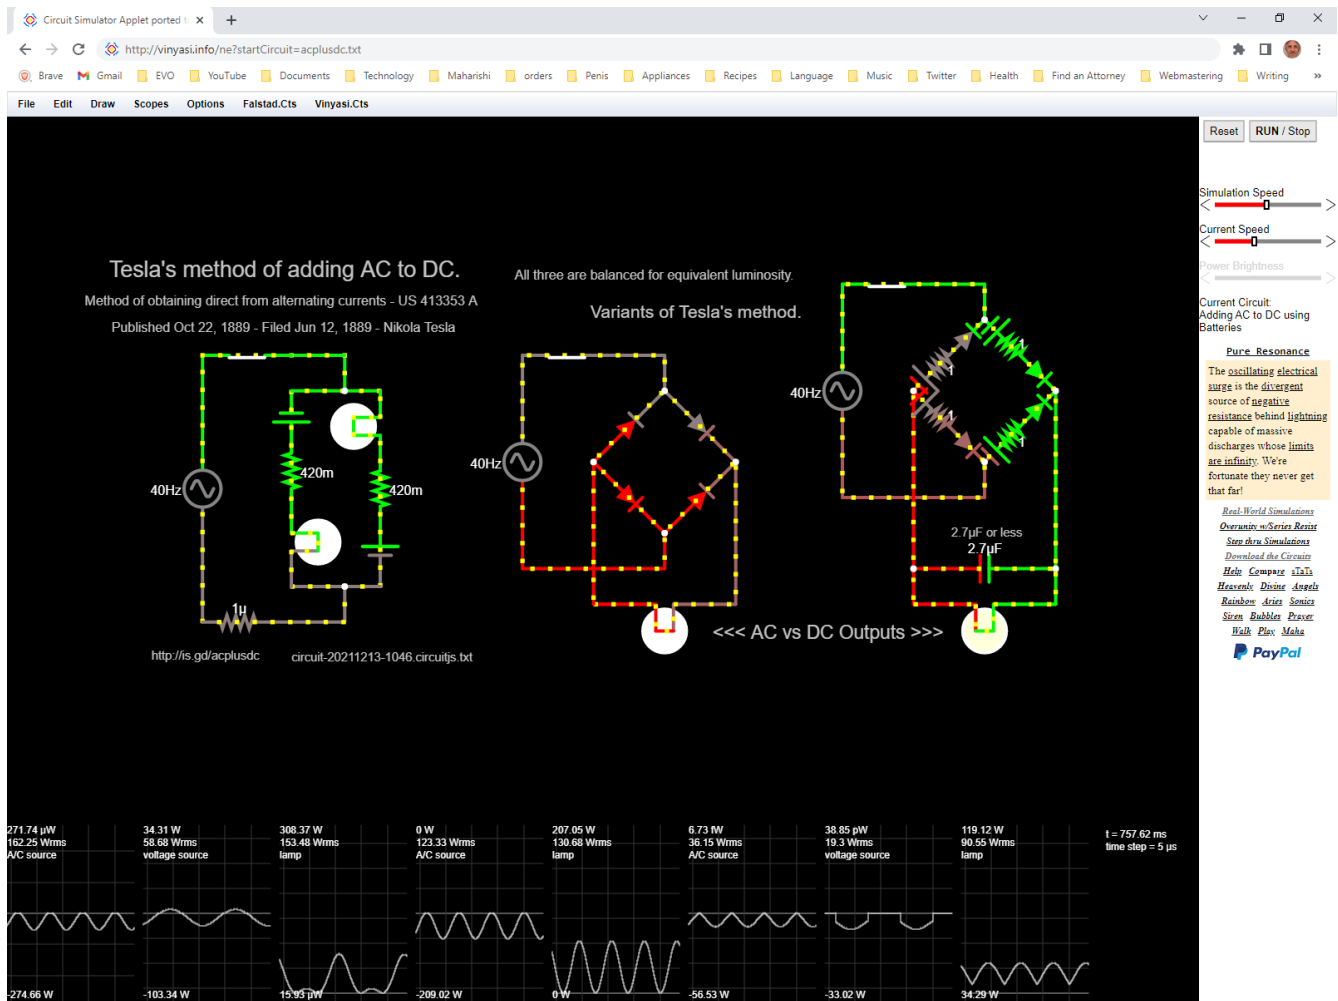 Circuit Simulator Applet ported t
http://vinyasi.info/ne?startCircuit=acplusdc.txt
Brave Gmail EVO YouTube Documents Technology Maharishi orders Penis Appliances Recipes Language Music Twitter Health Find an Attorney Webmastering Writing »
File Edit Draw Scopes Options Falstad.Cts Vinyasi.Cts
Reset RUN / Stop
Simulation Speed
Current Speed
Power Brightness
Current Circuit:
Adding AC to DC using
Batteries
Pure Resonance
The oscillating electrical
surge is the divergent
source of negative
resistance behind lightning
capable of massive
discharges whose limits
are infinity. We're
fortunate they never get
that far!
Real-World Simulations
Overunity w/Series Resist
Step thru Simulations
Download the Circuits
Help Compare sTaTs
Heavenly Divine Angels
Rainbow Aries Sonics
Siren Bubbles Prayer
Walk Play Maha
PayPal
Tesla's method of adding AC to DC.
Method of obtaining direct from alternating currents - US 413353 A
Published Oct 22, 1889 - Filed Jun 12, 1889 - Nikola Tesla
All three are balanced for equivalent luminosity.
Variants of Tesla's method.
40Hz
420m
420m
1µ
40Hz
40Hz
1
1
1
1
2.7µF or less
2.7µF
<<< AC vs DC Outputs >>>
http://is.gd/acplusdc circuit-20211213-1046.circuitjs.txt
271.74 µW 34.31 W 308.37 W 0 W 207.05 W 6.73 fW 38.85 pW 119.12 W
162.25 Wrms 58.68 Wrms 153.48 Wrms 123.33 Wrms 130.68 Wrms 36.15 Wrms 19.3 Wrms 90.55 Wrms
A/C source voltage source lamp A/C source lamp A/C source voltage source lamp
t = 757.62 ms
time step = 5 µs
-274.66 W -103.34 W 15.93 µW -209.02 W 0 W -56.53 W -33.02 W 34.29 W